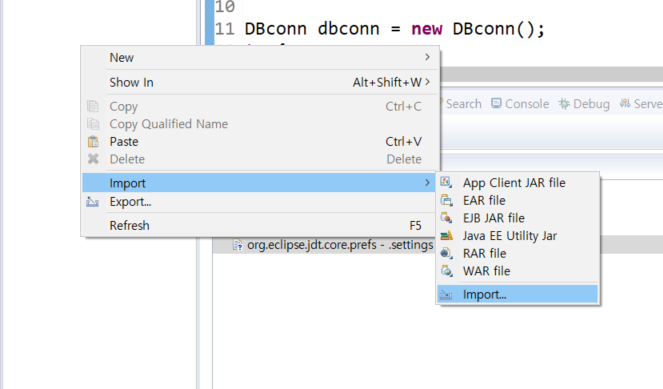 10
11 DBconn dbconn = new DBconn();
New
Show In Alt+Shift+W
Search Console Debug Serve
Copy Ctrl+C
Copy Qualified Name
Paste Ctrl+V
Delete Delete
Import
App Client JAR file
Export...
EAR file
EJB JAR file
Refresh F5
Java EE Utility Jar
org.eclipse.jdt.core.prefs - .settings
RAR file
WAR file
Import...